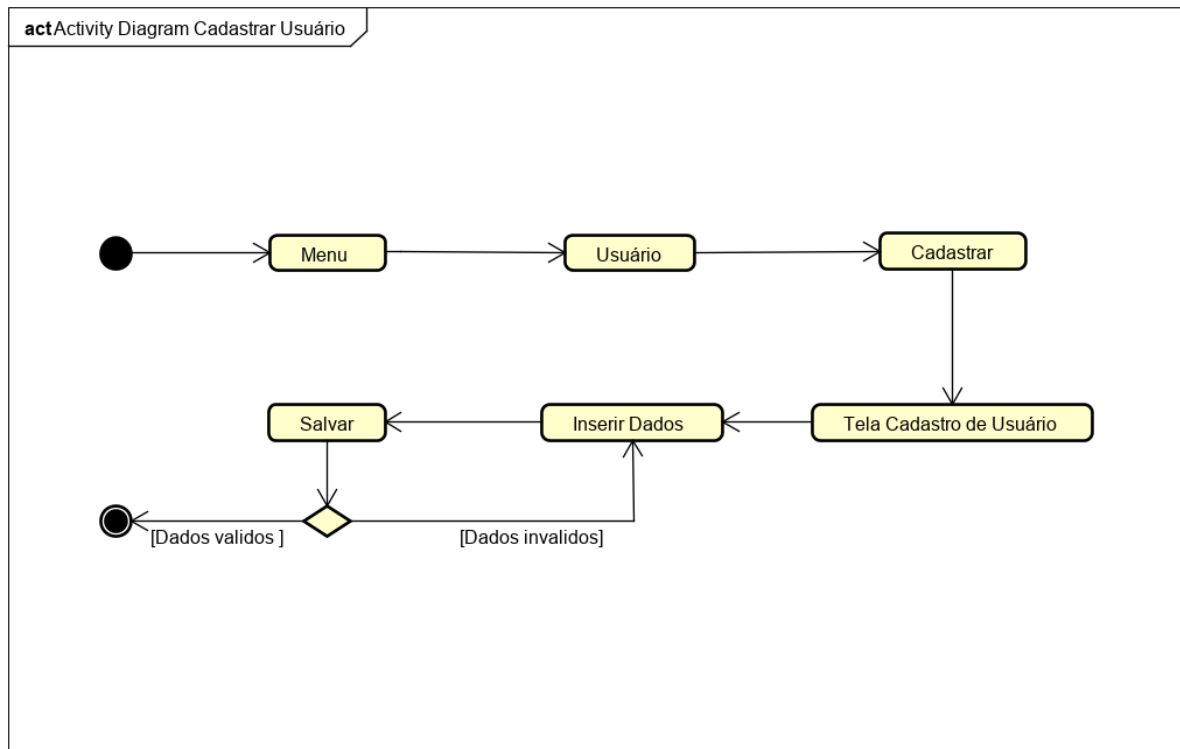 act Activity Diagram Cadastrar Usuário
Menu
Usuário
Cadastrar
Salvar
Inserir Dados
Tela Cadastro de Usuário
[Dados validos ]
[Dados invalidos]